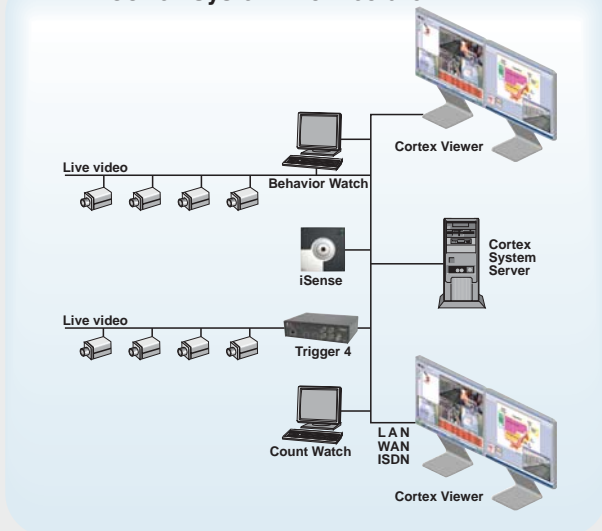 Cortex Viewer
Live video
Behavior Watch
iSense
Cortex
System
Server
Live video
Trigger 4
Count Watch
LAN
WAN
ISDN
Cortex Viewer